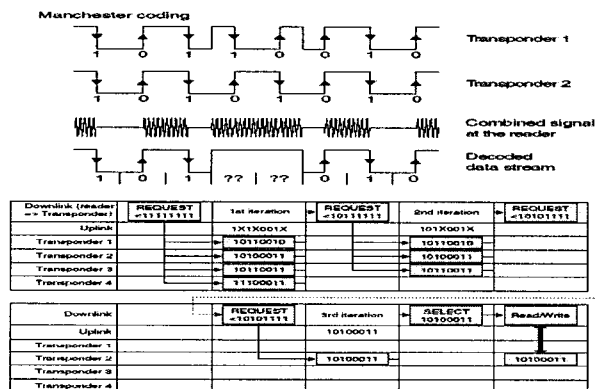 Manchester coding
Transponder 1
1 0 1 1 0 0 1 0
Transponder 2
1 0 1 0 1 0 1 0
Combined signal
at the reader
Decoded
data stream
1 | 0 | 1 | ?? | ?? | 0 | 1 | 0
Downlink (reader => Transponder) REQUEST <11111111 1st iteration REQUEST <10111111 2nd iteration REQUEST <10101111
Uplink 1X1X001X 101X001X
Transponder 1 10110010 10110010
Transponder 2 10100011 10100011
Transponder 3 10110011 10110011
Transponder 4 11100011
Downlink REQUEST <10101111 3rd iteration SELECT 10100011 Read/Write
Uplink 10100011
Transponder 1
Transponder 2 10100011 10100011
Transponder 3
Transponder 4